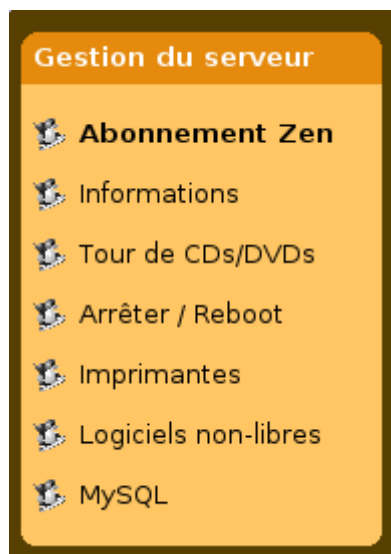 Gestion du serveur
Abonnement Zen
Informations
Tour de CDs/DVDs
Arrêter / Reboot
Imprimantes
Logiciels non-libres
MySQL